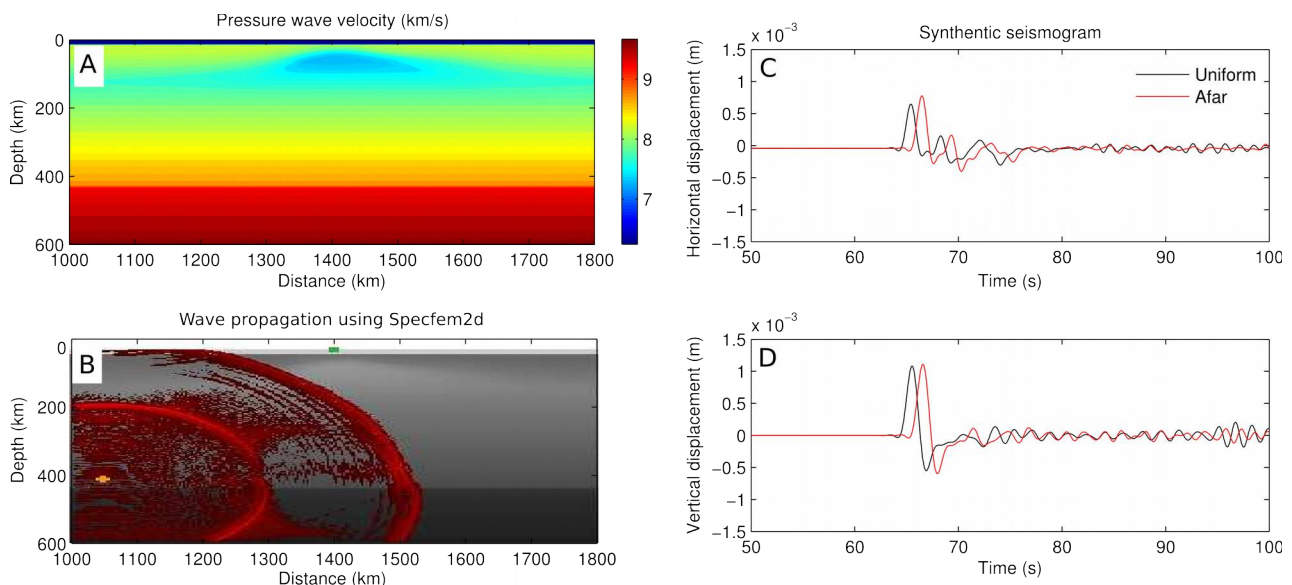 Pressure wave velocity (km/s)
A
0
200
400
600
Depth (km)
1000 1100 1200 1300 1400 1500 1600 1700 1800
Distance (km)
9
8
7
Wave propagation using Specfem2d
B
0
200
400
600
Depth (km)
1000 1100 1200 1300 1400 1500 1600 1700 1800
Distance (km)
Synthentic seismogram
x 10⁻³
C
Uniform
Afar
1.5
1
0.5
0
−0.5
−1
−1.5
Horizontal displacement (m)
50 60 70 80 90 100
Time (s)
x 10⁻³
D
1.5
1
0.5
0
−0.5
−1
−1.5
Vertical displacement (m)
50 60 70 80 90 100
Time (s)